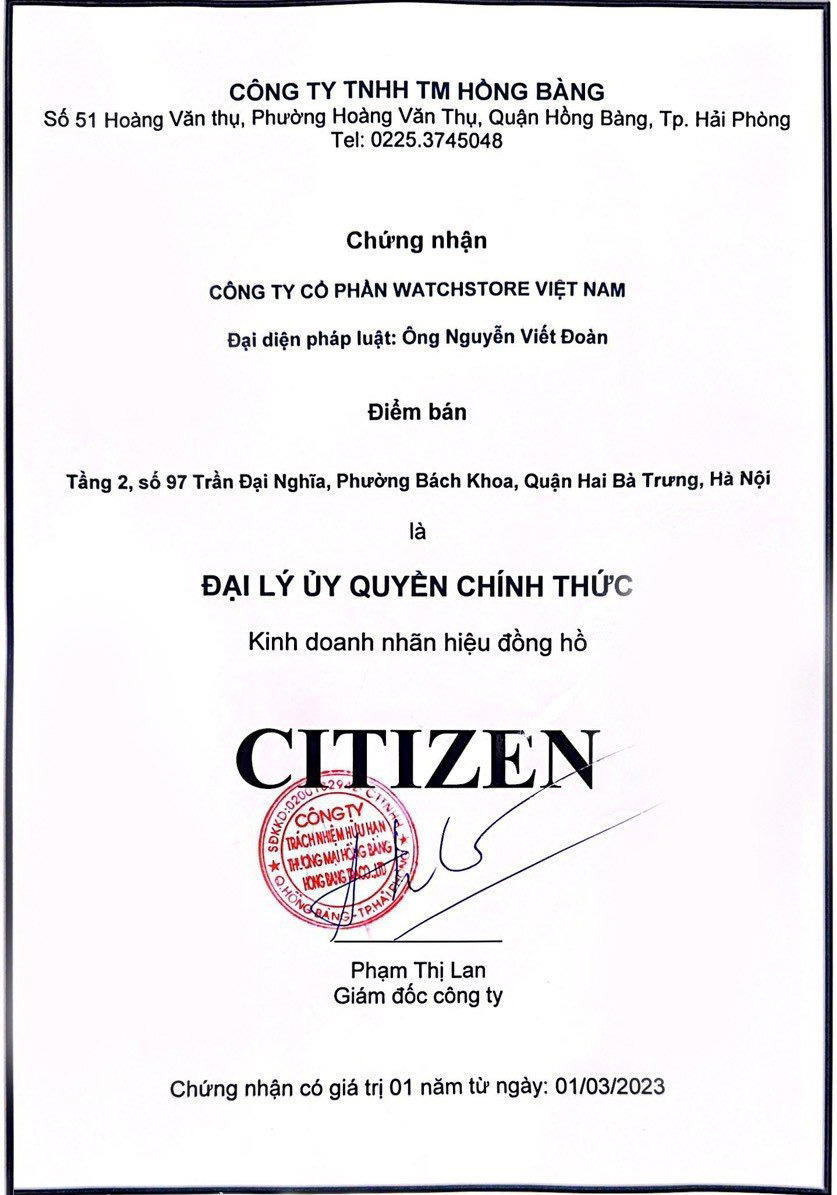 CÔNG TY TNHH TM HỒNG BÀNG
Số 51 Hoàng Văn thụ, Phường Hoàng Văn Thụ, Quận Hồng Bàng, Tp. Hải Phòng
Tel: 0225.3745048
Chứng nhận
CÔNG TY CỔ PHẦN WATCHSTORE VIỆT NAM
Đại diện pháp luật: Ông Nguyễn Viết Đoàn
Điểm bán
Tầng 2, số 97 Trần Đại Nghĩa, Phường Bách Khoa, Quận Hai Bà Trưng, Hà Nội
là
ĐẠI LÝ ỦY QUYỀN CHÍNH THỨC
Kinh doanh nhãn hiệu đồng hồ
CITIZEN
CÔNG TY
TRÁCH NHIỆM HỮU HẠN
THƯƠNG MẠI HỒNG BÀNG
HONG BANG CO., LTD
Q.HỒNG BÀNG - TP.HẢI PHÒNG
Phạm Thị Lan
Giám đốc công ty
Chứng nhận có giá trị 01 năm từ ngày: 01/03/2023